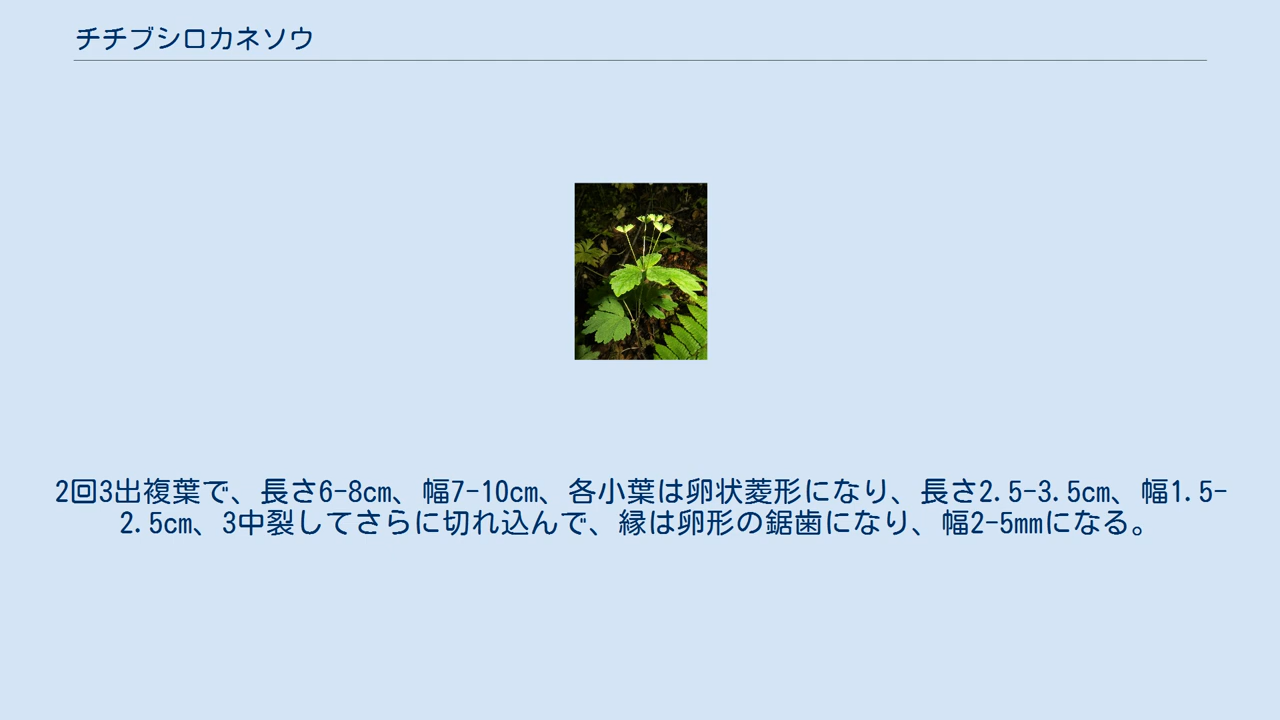 チチブシロカネソウ
2回3出複葉で、長さ6-8cm、幅7-10cm、各小葉は卵状菱形になり、長さ2.5-3.5cm、幅1.5-
2.5cm、3中裂してさらに切れ込んで、縁は卵形の鋸歯になり、幅2-5mmになる。